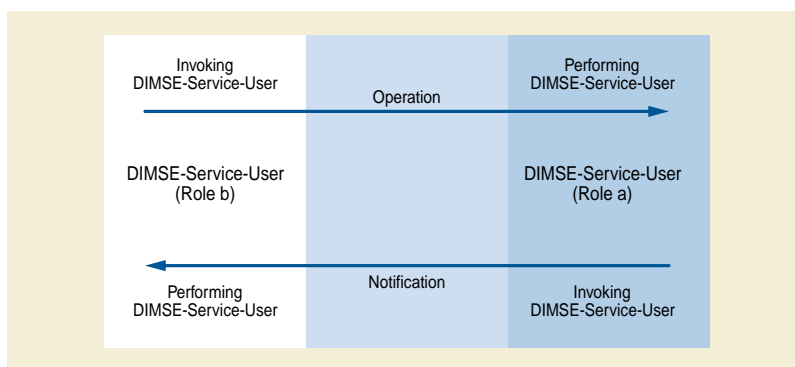 Invoking
DIMSE-Service-User
Performing
DIMSE-Service-User
Operation
DIMSE-Service-User
(Role b)
DIMSE-Service-User
(Role a)
Notification
Performing
DIMSE-Service-User
Invoking
DIMSE-Service-User